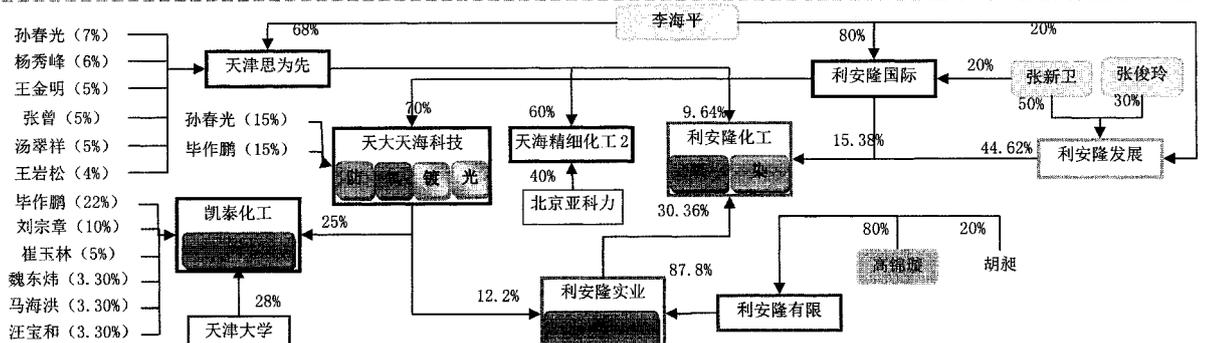 李海平
孙春光（7%）
杨秀峰（6%）
王金明（5%）
张曾（5%）
汤翠祥（5%）
王岩松（4%）
68%
天津思为先
80%
20%
利安隆国际
20%
张新卫
张俊玲
50%
30%
利安隆发展
44.62%
15.38%
9.64%
利安隆化工
染
30.36%
60%
天海精细化工2
40%
北京亚科力
70%
孙春光（15%）
毕作鹏（15%）
天大天海科技
防
镀
光
毕作鹏（22%）
刘宗章（10%）
崔玉林（5%）
魏东炜（3.30%）
马海洪（3.30%）
汪宝和（3.30%）
凯泰化工
25%
28%
天津大学
12.2%
利安隆实业
87.8%
利安隆有限
80%
20%
高锦璇
胡昶